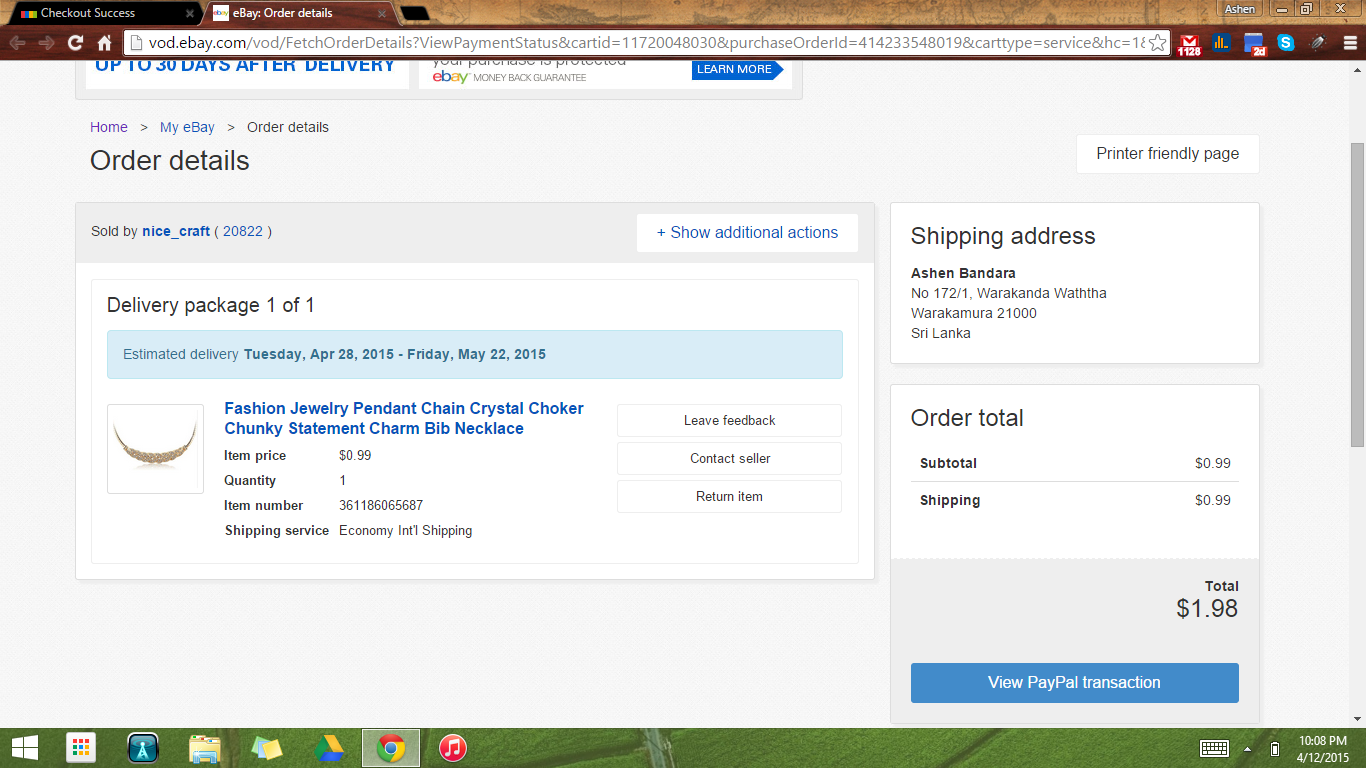 Checkout Success
eBay: Order details
Ashen
vod.ebay.com/vod/FetchOrderDetails?ViewPaymentStatus&cartid=11720048030&purchaseOrderId=414233548019&carttype=service&hc=1&
1128
2d
UP TO 30 DAYS AFTER DELIVERY
your purchase is protected
ebay MONEY BACK GUARANTEE
LEARN MORE
Home > My eBay > Order details
Order details
Printer friendly page
Sold by nice_craft ( 20822 )
+ Show additional actions
Delivery package 1 of 1
Estimated delivery Tuesday, Apr 28, 2015 - Friday, May 22, 2015
Fashion Jewelry Pendant Chain Crystal Choker
Chunky Statement Charm Bib Necklace
Item price $0.99
Quantity 1
Item number 361186065687
Shipping service Economy Int'l Shipping
Leave feedback
Contact seller
Return item
Shipping address
Ashen Bandara
No 172/1, Warakanda Waththa
Warakamura 21000
Sri Lanka
Order total
Subtotal $0.99
Shipping $0.99
Total
$1.98
View PayPal transaction
10:08 PM
4/12/2015